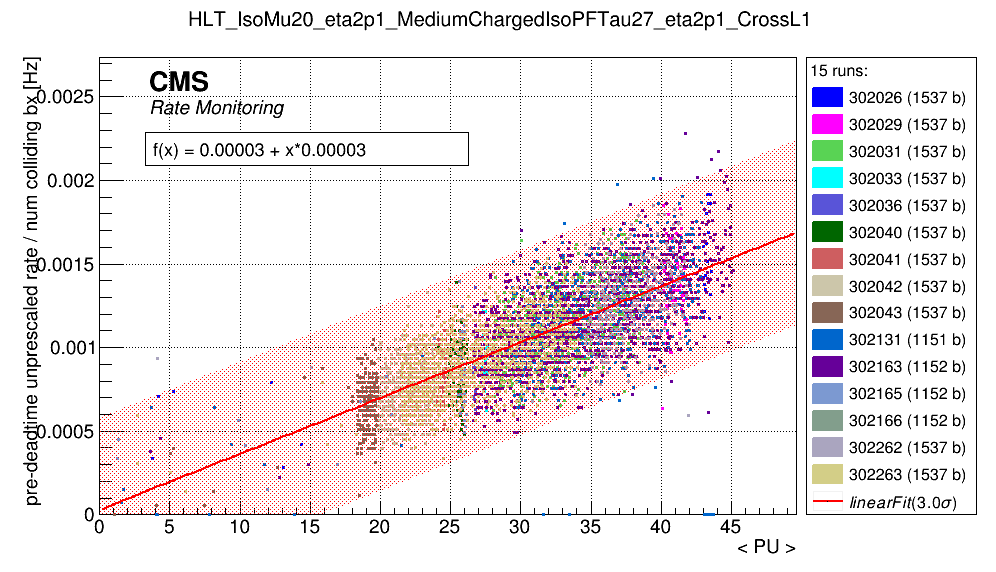 HLT_IsoMu20_eta2p1_MediumChargedIsoPFTau27_eta2p1_CrossL1
pre-deadtime unprescaled rate / num colliding bx [Hz]
CMS
Rate Monitoring
f(x) = 0.00003 + x*0.00003
0.0025
0.002
0.0015
0.001
0.0005
0
0 5 10 15 20 25 30 35 40 45
< PU >
15 runs:
302026 (1537 b)
302029 (1537 b)
302031 (1537 b)
302033 (1537 b)
302036 (1537 b)
302040 (1537 b)
302041 (1537 b)
302042 (1537 b)
302043 (1537 b)
302131 (1151 b)
302163 (1152 b)
302165 (1152 b)
302166 (1152 b)
302262 (1537 b)
302263 (1537 b)
linearFit(3.0σ)